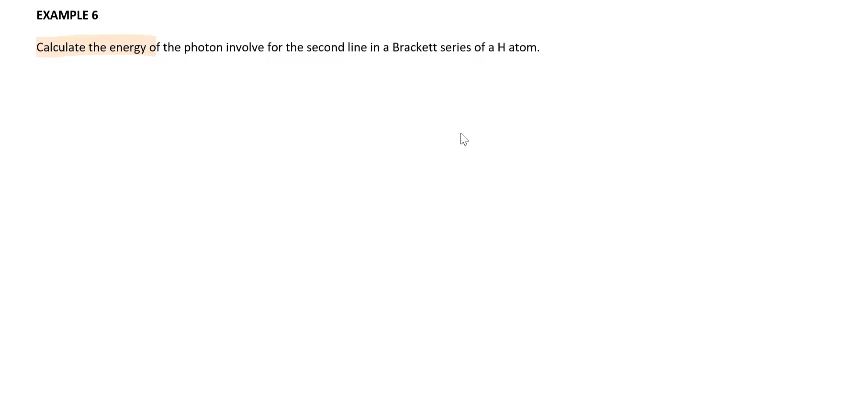 EXAMPLE 6
Calculate the energy of the photon involve for the second line in a Brackett series of a H atom.